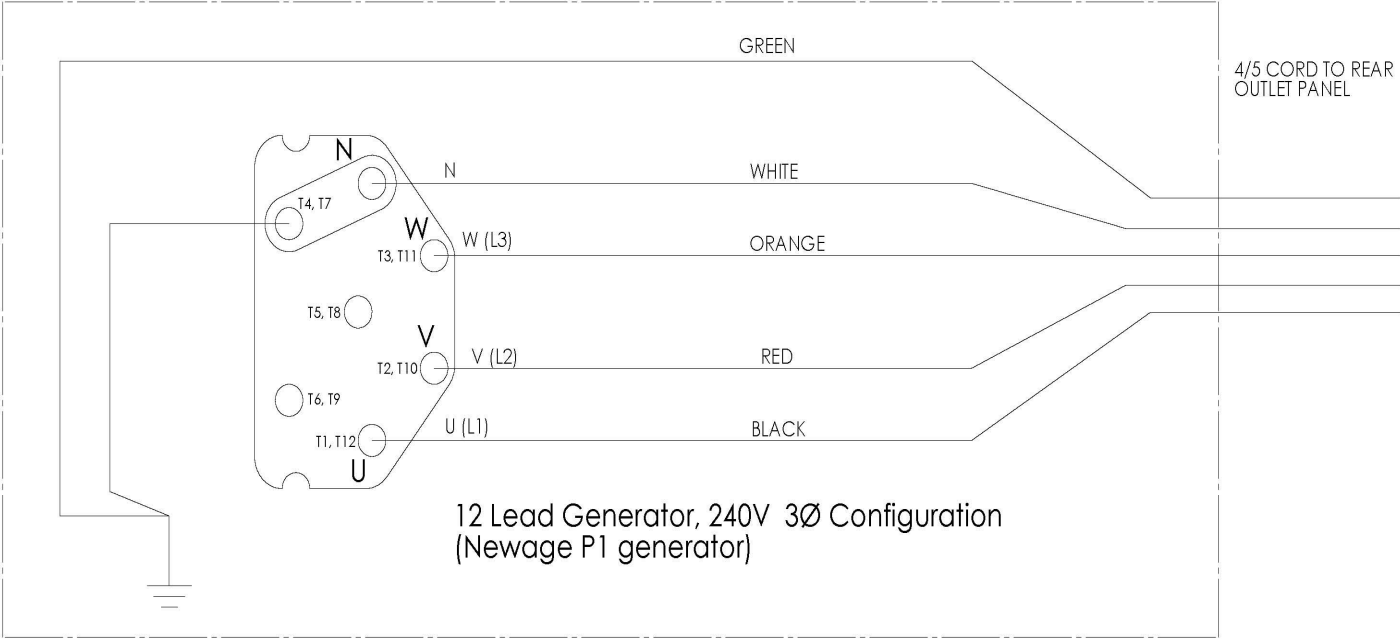 GREEN
4/5 CORD TO REAR
OUTLET PANEL
N
N
WHITE
T4, T7
W
W (L3)
ORANGE
T3, T11
T5, T8
V
V (L2)
RED
T2, T10
T6, T9
U (L1)
BLACK
T1, T12
U
12 Lead Generator, 240V 3Ø Configuration
(Newage P1 generator)